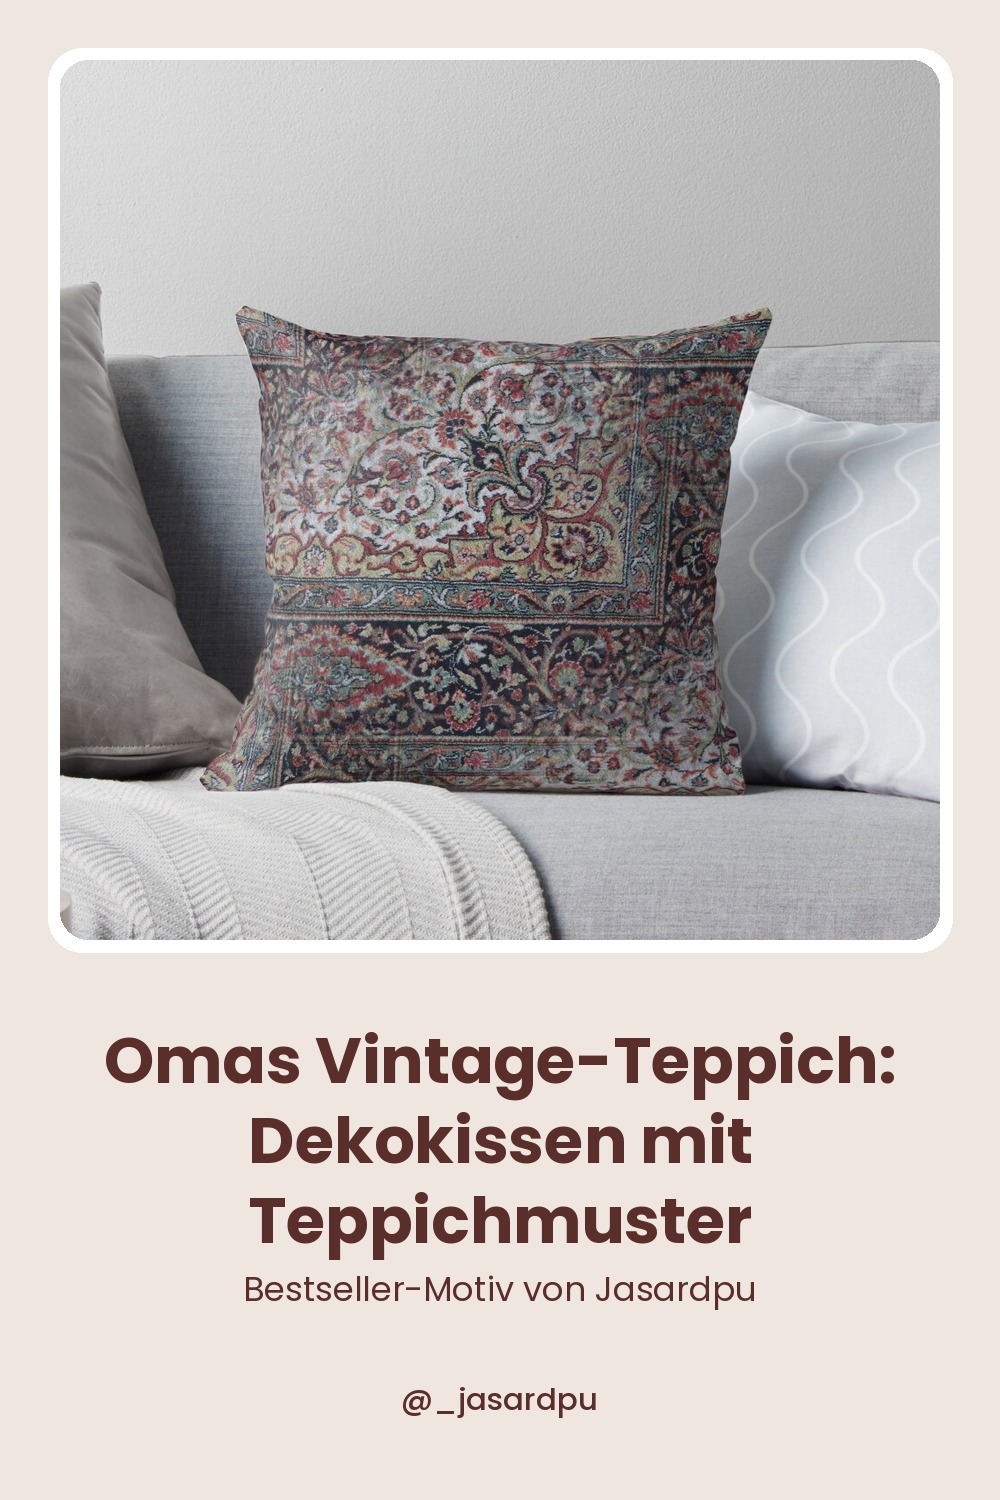 Omas Vintage-Teppich:
Dekokissen mit
Teppichmuster
Bestseller-Motiv von Jasardpu
@_jasardpu